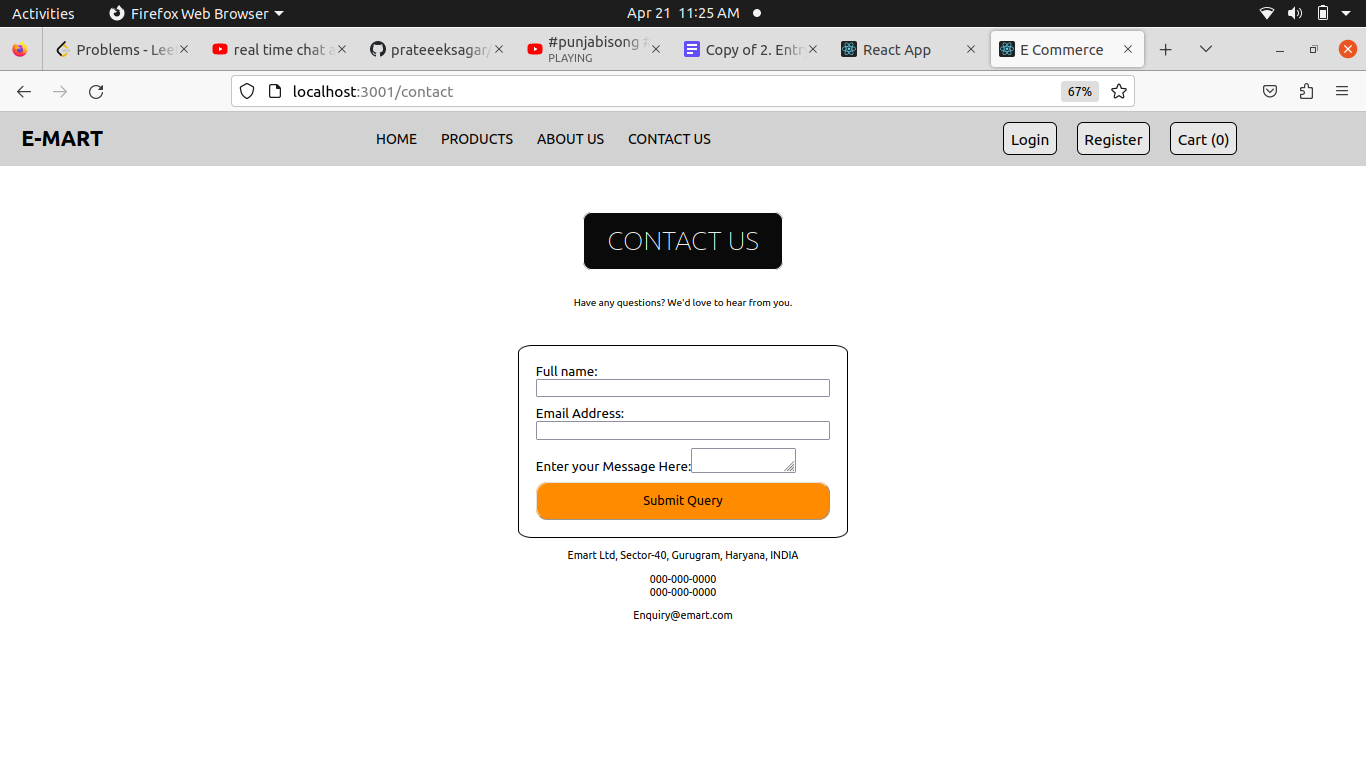 Activities Firefox Web Browser Apr 21 11:25 AM
Problems - Lee real time chat a prateeeksagar/ #punjabisong # Copy of 2. Entr React App E Commerce
PLAYING
localhost:3001/contact 67%
E-MART HOME PRODUCTS ABOUT US CONTACT US Login Register Cart (0)
CONTACT US
Have any questions? We'd love to hear from you.
Full name:
Email Address:
Enter your Message Here:
Submit Query
Emart Ltd, Sector-40, Gurugram, Haryana, INDIA
000-000-0000
000-000-0000
Enquiry@emart.com